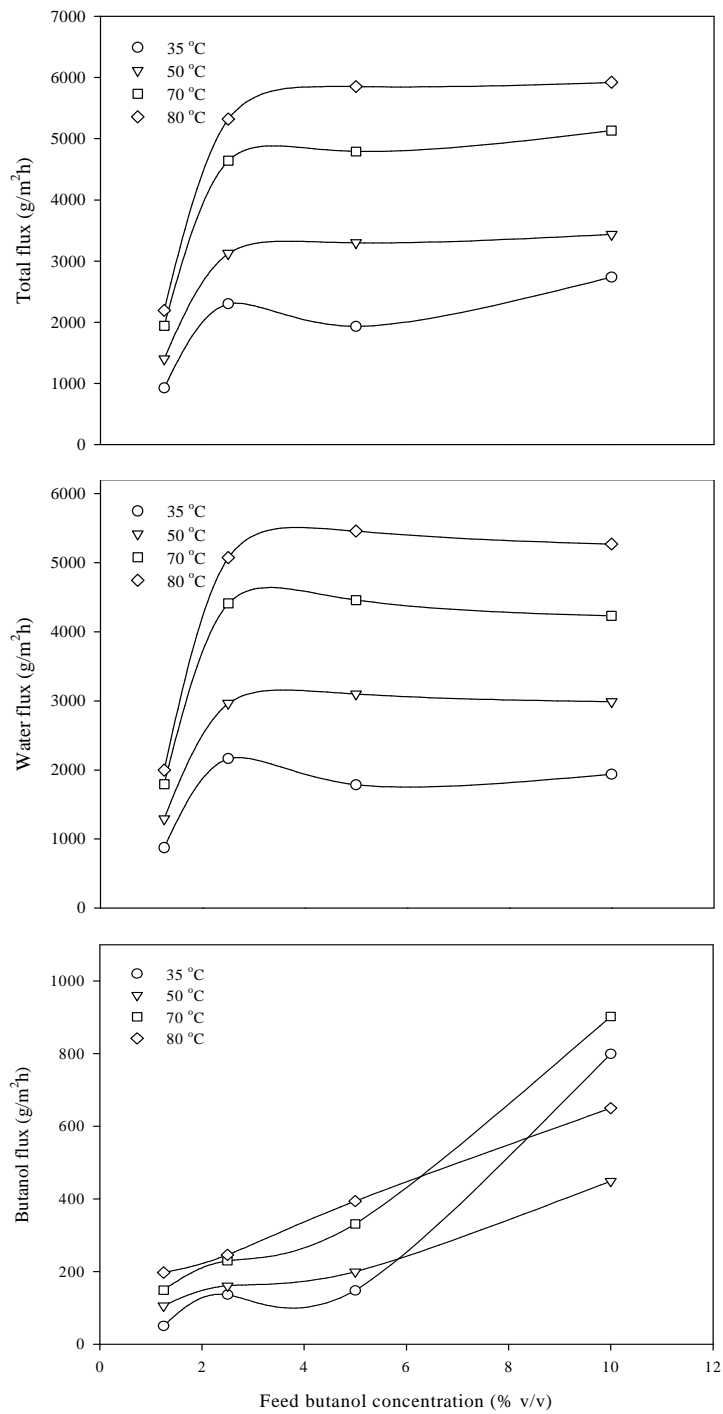 7000
6000
5000
4000
3000
2000
1000
0
Total flux (g/m²h)
35 °C
50 °C
70 °C
80 °C
6000
5000
4000
3000
2000
1000
0
Water flux (g/m²h)
35 °C
50 °C
70 °C
80 °C
1000
800
600
400
200
0
Butanol flux (g/m²h)
35 °C
50 °C
70 °C
80 °C
0 2 4 6 8 10 12
Feed butanol concentration (% v/v)